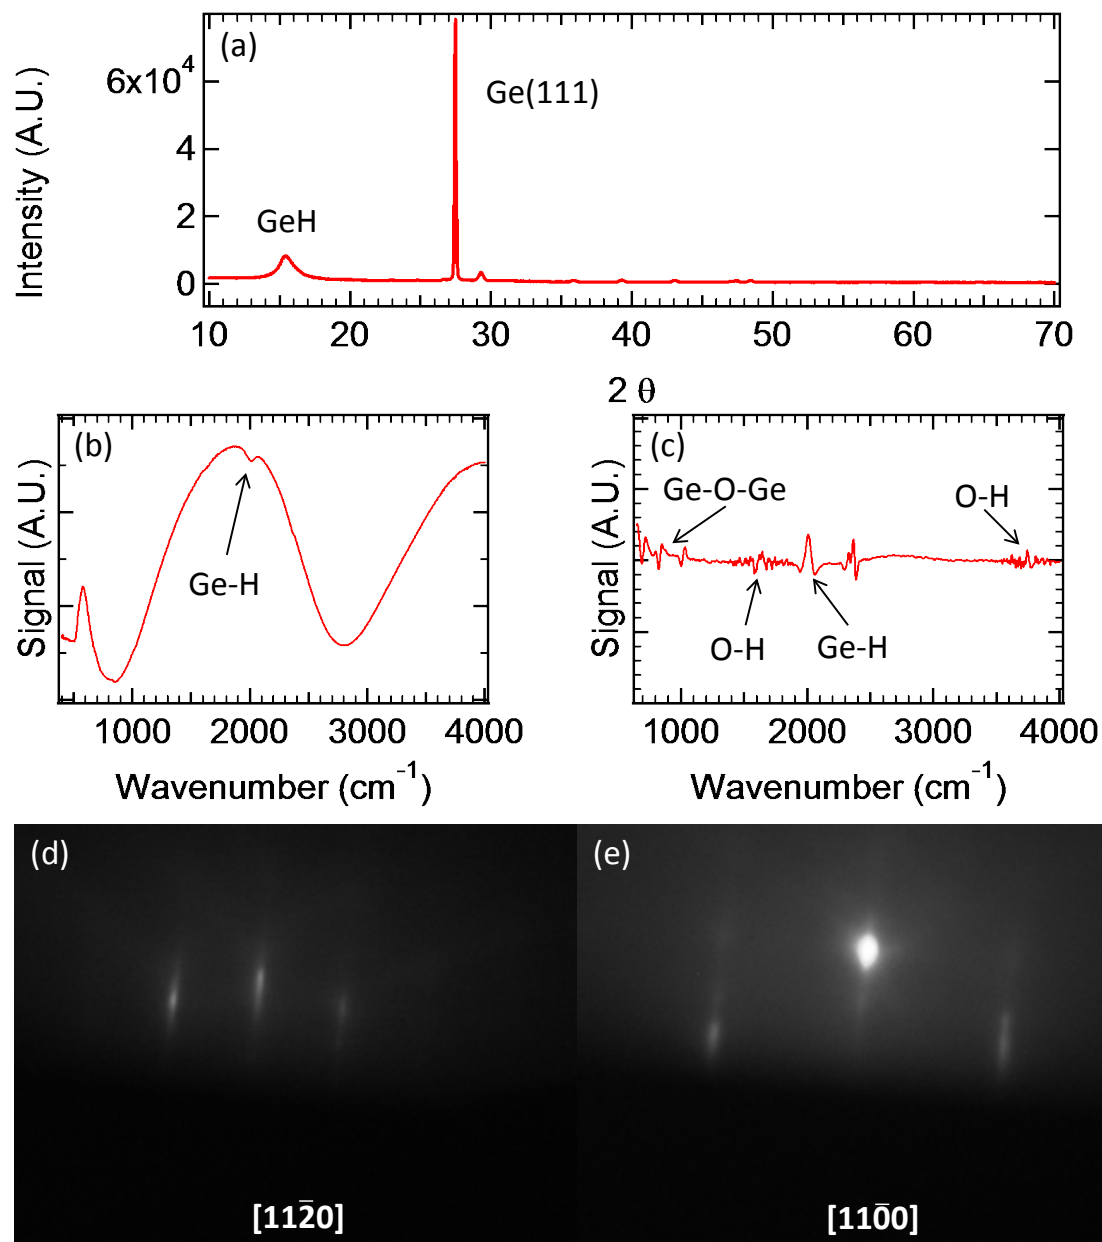 (a)
Intensity (A.U.)
6x10⁴
4
2
0
GeH
Ge(111)
10 20 30 40 50 60 70
2 θ
(b)
Signal (A.U.)
Ge-H
1000 2000 3000 4000
Wavenumber (cm⁻¹)
(c)
Signal (A.U.)
Ge-O-Ge
O-H
O-H
Ge-H
1000 2000 3000 4000
Wavenumber (cm⁻¹)
(d)
[112̄0]
(e)
[11̄00]